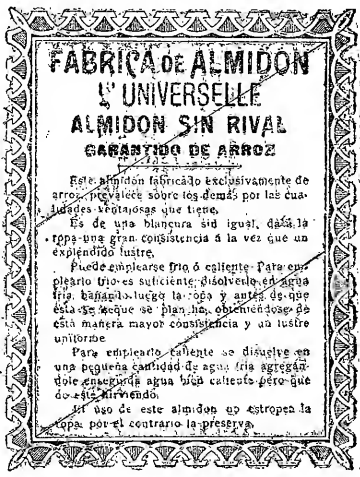 FABRICA DE ALMIDON
L' UNIVERSELLE
ALMIDON SIN RIVAL
GARANTIDO DE ARROZ
Este almidón fabricado exclusivamente de
arroz, prevalece sobre los demás por las cua-
lidades ventajosas que tiene.
Es de una blancura sin igual, da á la
ropa una gran consistencia á la vez que un
expléndido lustre.
Puede emplearse frio ó caliente. Para em-
plearlo frio es suficiente disolverlo en agua
fria, bañando luego la ropa y antes de que
ésta se seque se plancha, obteniéndose de
ésta manera mayor consistencia y un lustre
uniforme
Para emplearlo caliente se disuelve en
una pequeña cantidad de agua fria agregán-
dole enseguida agua bien caliente pero que
no esté hirviendo.
El uso de este almidon no estropea la
ropa, por el contrario la preserva.